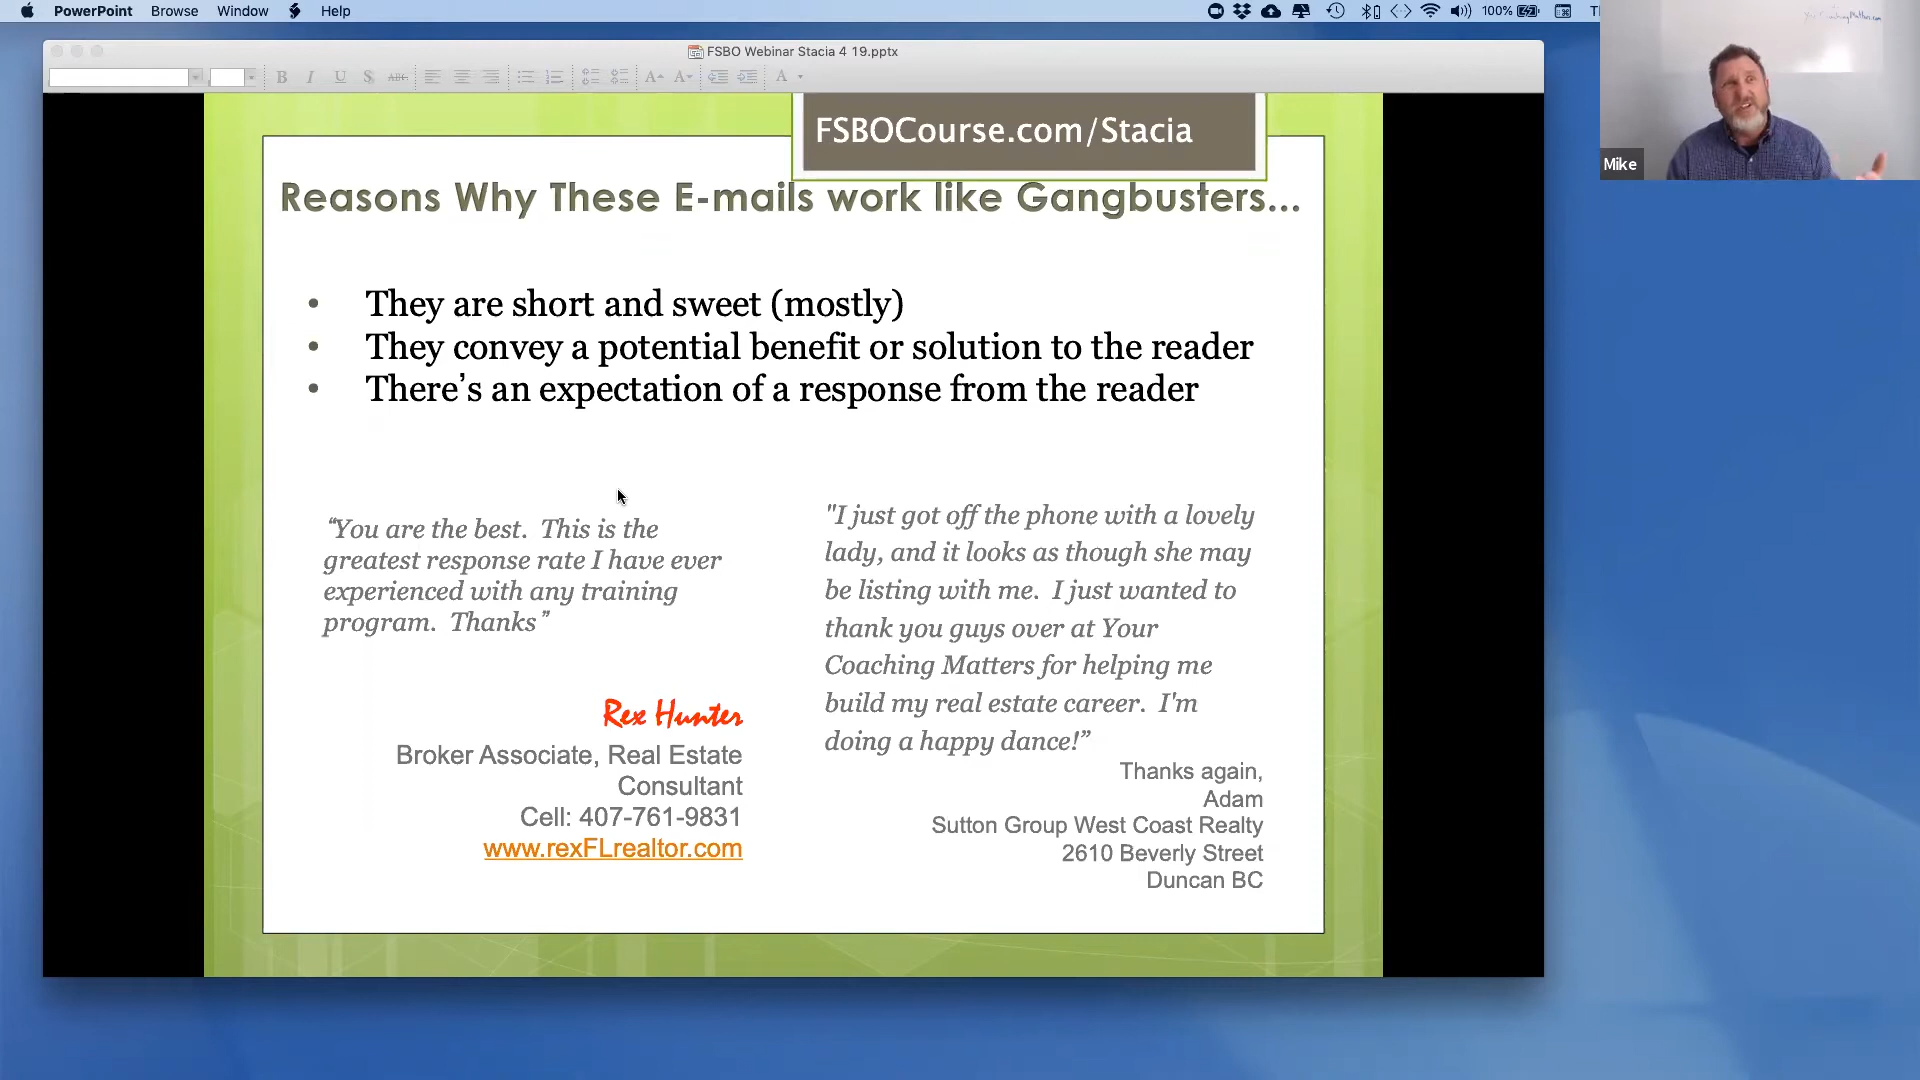 PowerPoint Browse Window Help
100%
FSBO Webinar Stacia 4 19.pptx
B I U S ABC A A A
FSBOCourse.com/Stacia
Reasons Why These E-mails work like Gangbusters...
• They are short and sweet (mostly)
• They convey a potential benefit or solution to the reader
• There’s an expectation of a response from the reader
“You are the best. This is the
greatest response rate I have ever
experienced with any training
program. Thanks”
Rex Hunter
Broker Associate, Real Estate
Consultant
Cell: 407-761-9831
www.rexFLrealtor.com
"I just got off the phone with a lovely
lady, and it looks as though she may
be listing with me. I just wanted to
thank you guys over at Your
Coaching Matters for helping me
build my real estate career. I'm
doing a happy dance!”
Thanks again,
Adam
Sutton Group West Coast Realty
2610 Beverly Street
Duncan BC
Mike